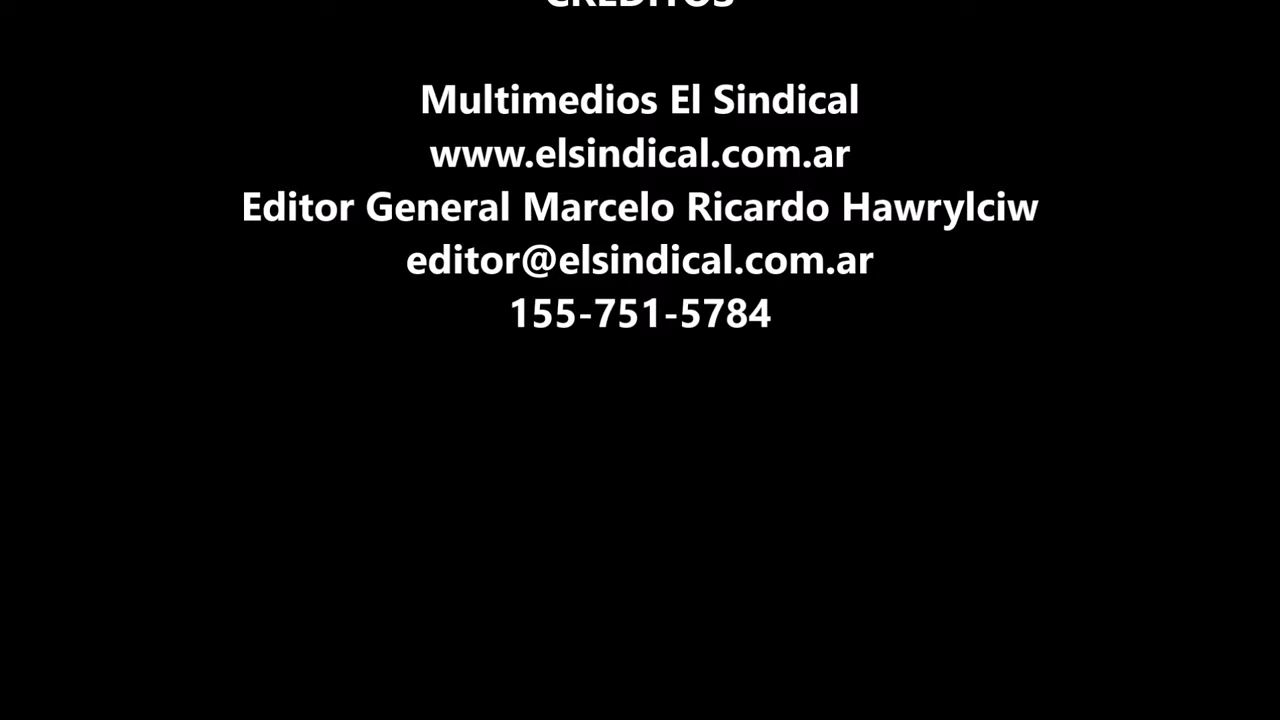 CREDITOS
Multimedios El Sindical
www.elsindical.com.ar
Editor General Marcelo Ricardo Hawrylciw
editor@elsindical.com.ar
155-751-5784